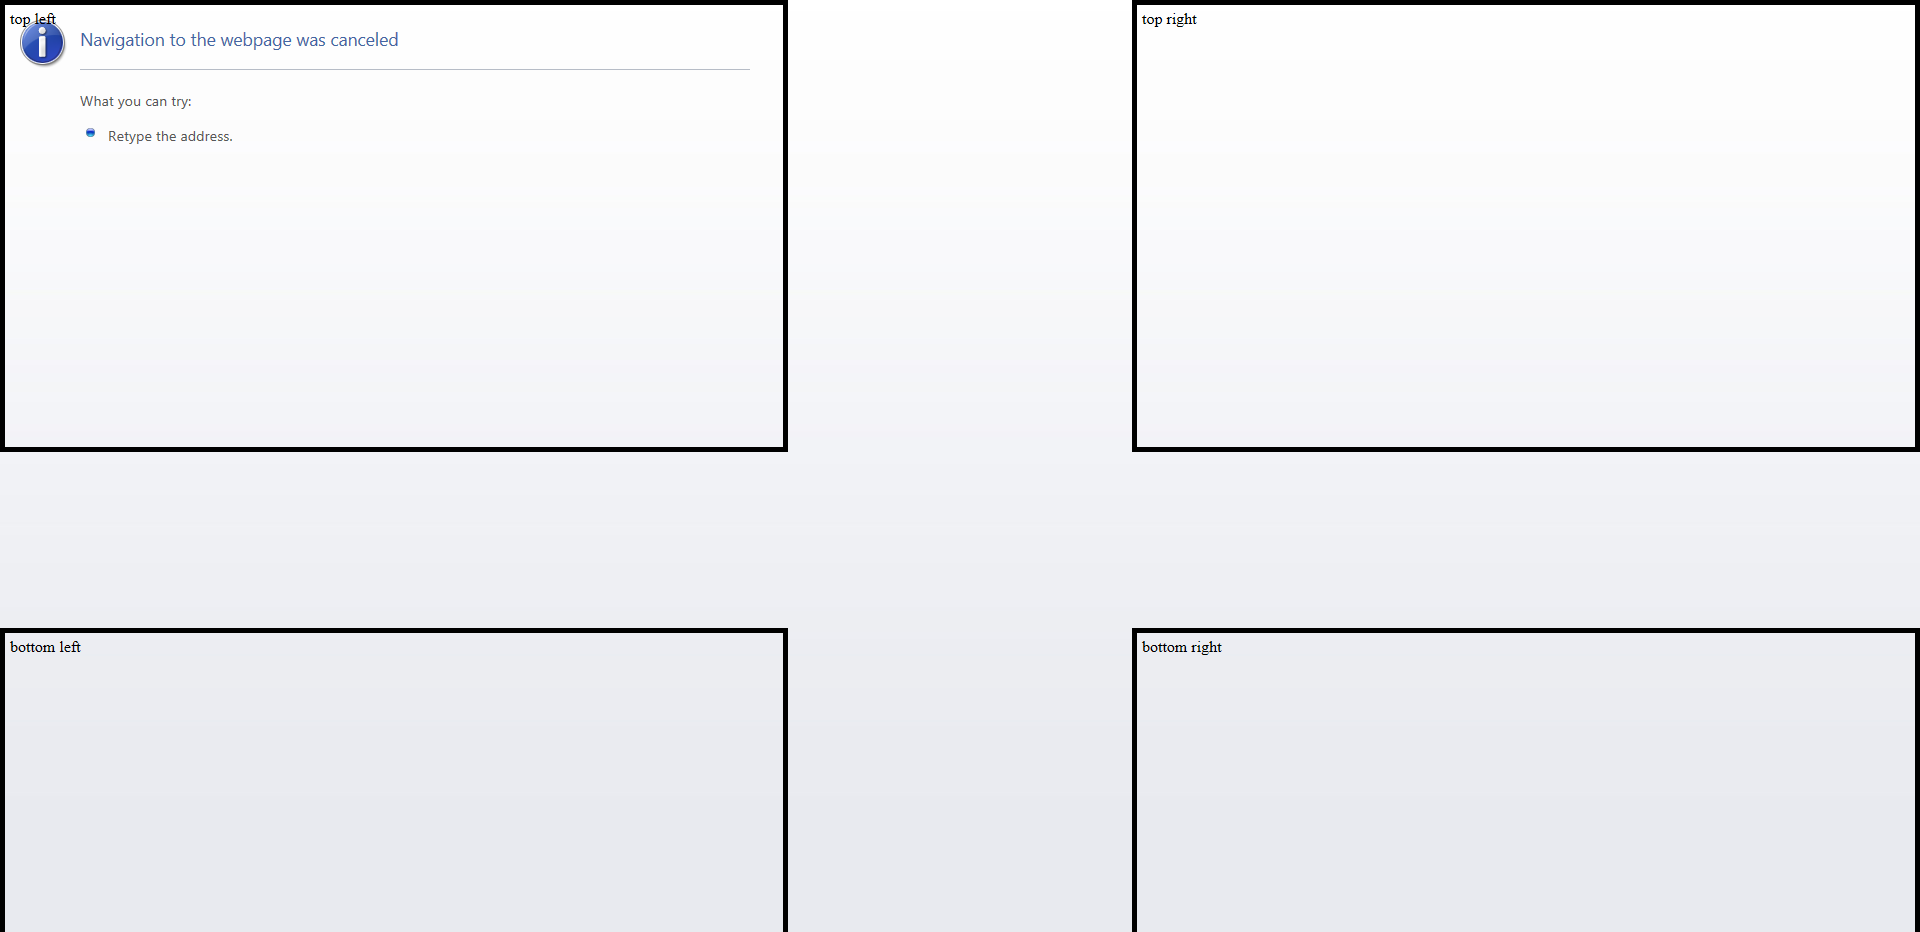 top left
top right
Navigation to the webpage was canceled
What you can try:
Retype the address.
bottom left
bottom right